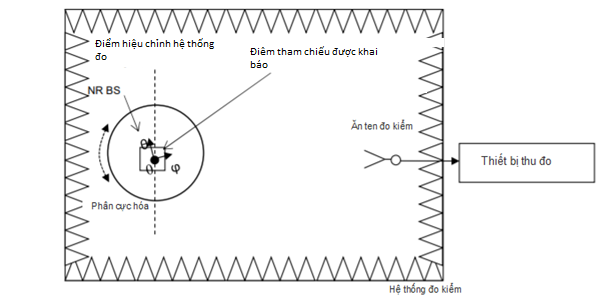 Điểm hiệu chỉnh hệ thống
đo
Điêm tham chiếu được khai
báo
NR BS
Ăn ten đo kiểm
Thiết bị thu đo
θ
φ
Phân cực hóa
Hệ thống đo kiểm